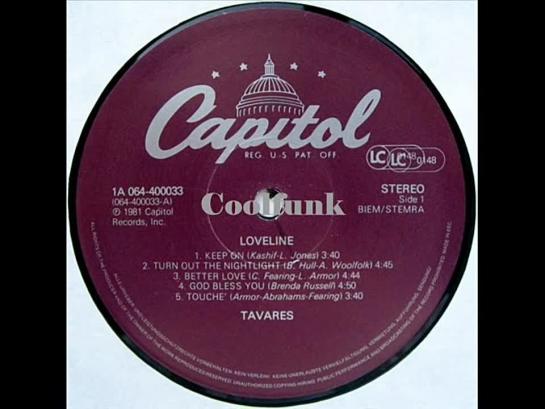 Capitol
REG. U·S· PAT. OFF.
1A 064-400033
(064-400033-A)
℗ 1981 Capitol
Records, Inc.
LC 0148
STEREO
Side 1
BIEM/STEMRA
Coolfunk
LOVELINE
1. KEEP ON (Kashif-L. Jones) 3:40
2. TURN OUT THE NIGHTLIGHT (B. Hull-A. Woolfolk) 4:45
3. BETTER LOVE (C. Fearing-L. Armor) 4:44
4. GOD BLESS YOU (Brenda Russell) 4:50
5. TOUCHE' (Armor-Abrahams-Fearing) 3:40
TAVARES